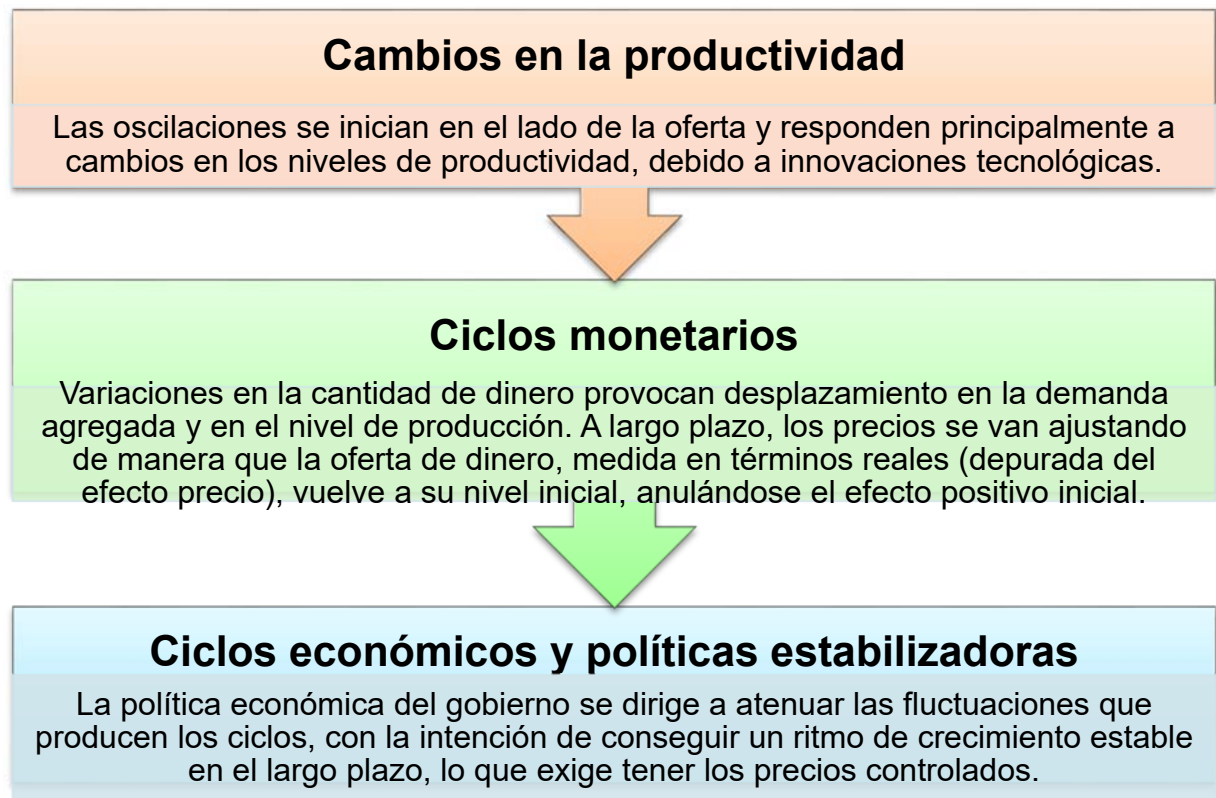 Cambios en la productividad
Las oscilaciones se inician en el lado de la oferta y responden principalmente a
cambios en los niveles de productividad, debido a innovaciones tecnológicas.
Ciclos monetarios
Variaciones en la cantidad de dinero provocan desplazamiento en la demanda
agregada y en el nivel de producción. A largo plazo, los precios se van ajustando
de manera que la oferta de dinero, medida en términos reales (depurada del
efecto precio), vuelve a su nivel inicial, anulándose el efecto positivo inicial.
Ciclos económicos y políticas estabilizadoras
La política económica del gobierno se dirige a atenuar las fluctuaciones que
producen los ciclos, con la intención de conseguir un ritmo de crecimiento estable
en el largo plazo, lo que exige tener los precios controlados.